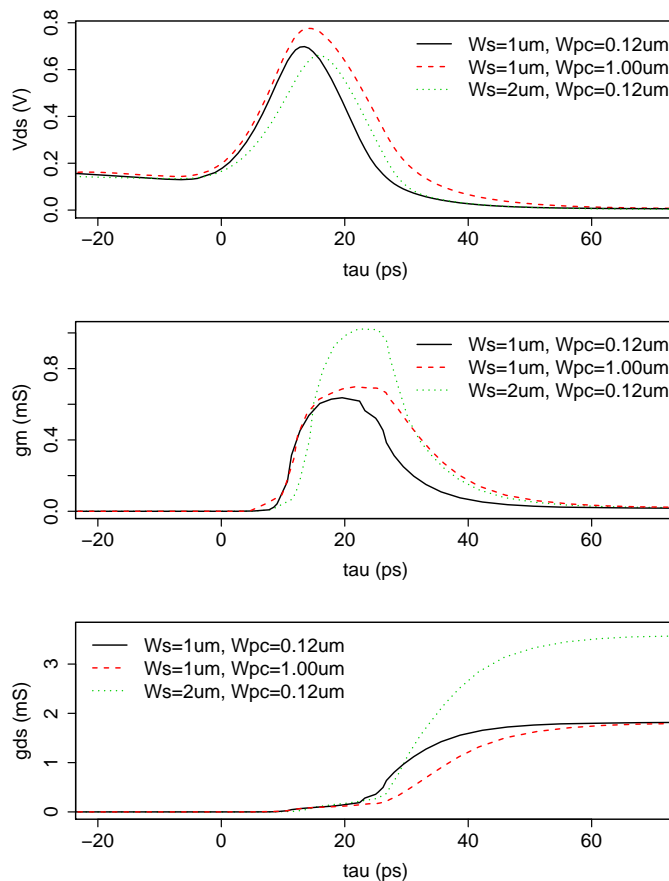 0.8
0.6
0.4
0.2
0.0
Vds (V)
Ws=1um, Wpc=0.12um
Ws=1um, Wpc=1.00um
Ws=2um, Wpc=0.12um
−20 0 20 40 60
tau (ps)
0.8
0.4
0.0
gm (mS)
Ws=1um, Wpc=0.12um
Ws=1um, Wpc=1.00um
Ws=2um, Wpc=0.12um
−20 0 20 40 60
tau (ps)
3
2
1
0
gds (mS)
Ws=1um, Wpc=0.12um
Ws=1um, Wpc=1.00um
Ws=2um, Wpc=0.12um
−20 0 20 40 60
tau (ps)